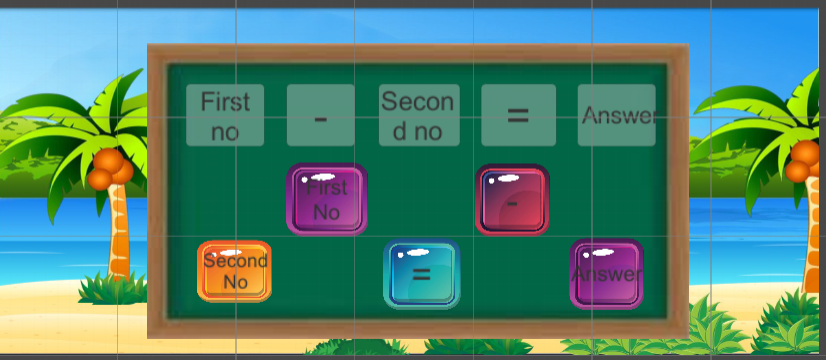 First
no
-
Secon
d no
=
Answer
First
No
-
Second
No
=
Answer